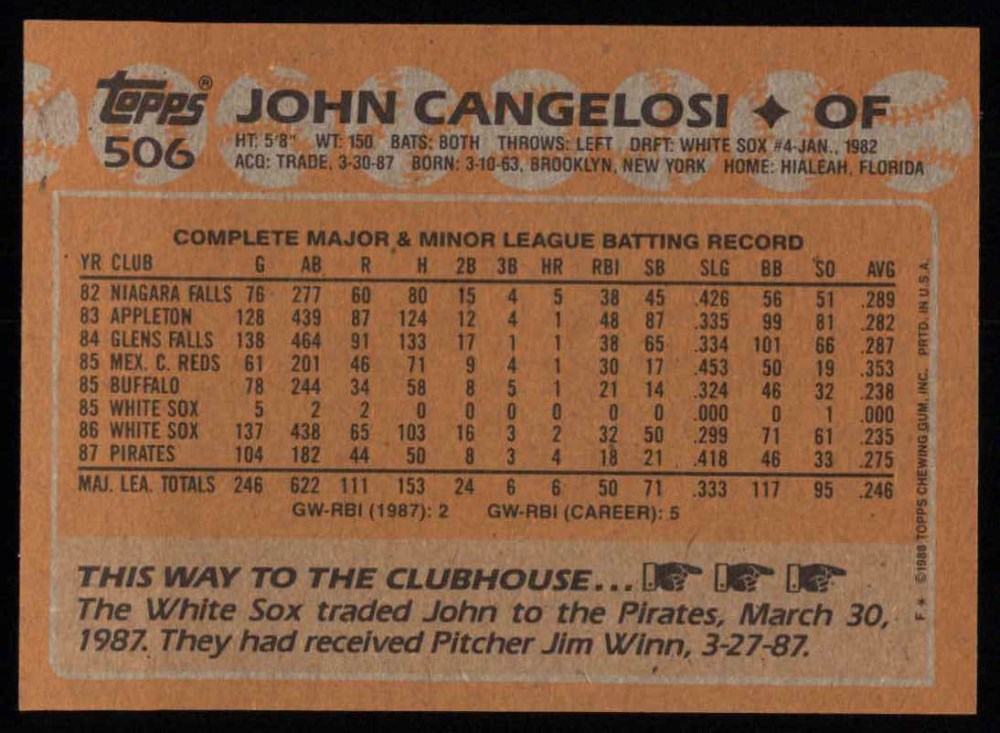 Topps®
506
JOHN CANGELOSI ✦ OF
HT: 5'8" WT: 150 BATS: BOTH THROWS: LEFT DRFT: WHITE SOX #4-JAN., 1982
ACQ: TRADE, 3-30-87 BORN: 3-10-63, BROOKLYN, NEW YORK HOME: HIALEAH, FLORIDA
COMPLETE MAJOR & MINOR LEAGUE BATTING RECORD
YR CLUB G AB R H 2B 3B HR RBI SB SLG BB SO AVG
82 NIAGARA FALLS 76 277 60 80 15 4 5 38 45 .426 56 51 .289
83 APPLETON 128 439 87 124 12 4 1 48 87 .335 99 81 .282
84 GLENS FALLS 138 464 91 133 17 1 1 38 65 .334 101 66 .287
85 MEX. C. REDS 61 201 46 71 9 4 1 30 17 .453 50 19 .353
85 BUFFALO 78 244 34 58 8 5 1 21 14 .324 46 32 .238
85 WHITE SOX 5 2 2 0 0 0 0 0 0 .000 0 1 .000
86 WHITE SOX 137 438 65 103 16 3 2 32 50 .299 71 61 .235
87 PIRATES 104 182 44 50 8 3 4 18 21 .418 46 33 .275
MAJ. LEA. TOTALS 246 622 111 153 24 6 6 50 71 .333 117 95 .246
GW-RBI (1987): 2 GW-RBI (CAREER): 5
THIS WAY TO THE CLUBHOUSE...
The White Sox traded John to the Pirates, March 30,
1987. They had received Pitcher Jim Winn, 3-27-87.
F ✶ ©1988 TOPPS CHEWING GUM, INC. PRTD. IN U.S.A.